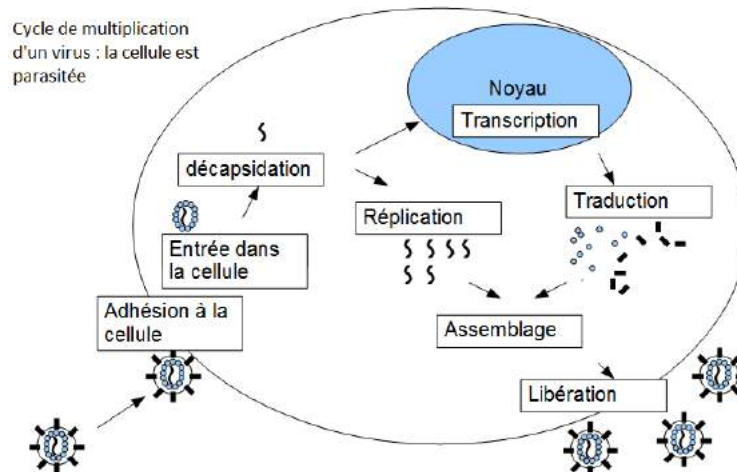 Cycle de multiplication
d'un virus : la cellule est
parasitée
Noyau
Transcription
décapsidation
Réplication
Traduction
Entrée dans
la cellule
Adhésion à la
cellule
Assemblage
Libération